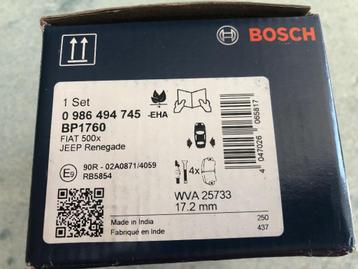 BOSCH
1 Set
0 986 494 745 -EHA
BP1760
FIAT 500x
JEEP Renegade
E9 90R - 02A0871/4059
RB5854
4x
WVA 25733
17.2 mm
4 047026 065817
Made in India
Fabriqué en Inde
250
437